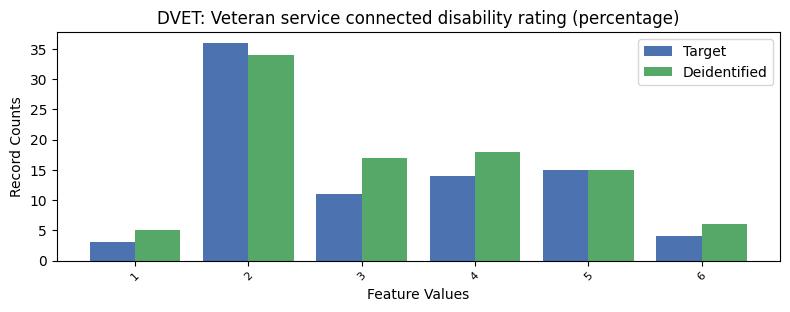 DVET: Veteran service connected disability rating (percentage)
Target
Deidentified
Record Counts
35
30
25
20
15
10
5
0
1 2 3 4 5 6
Feature Values